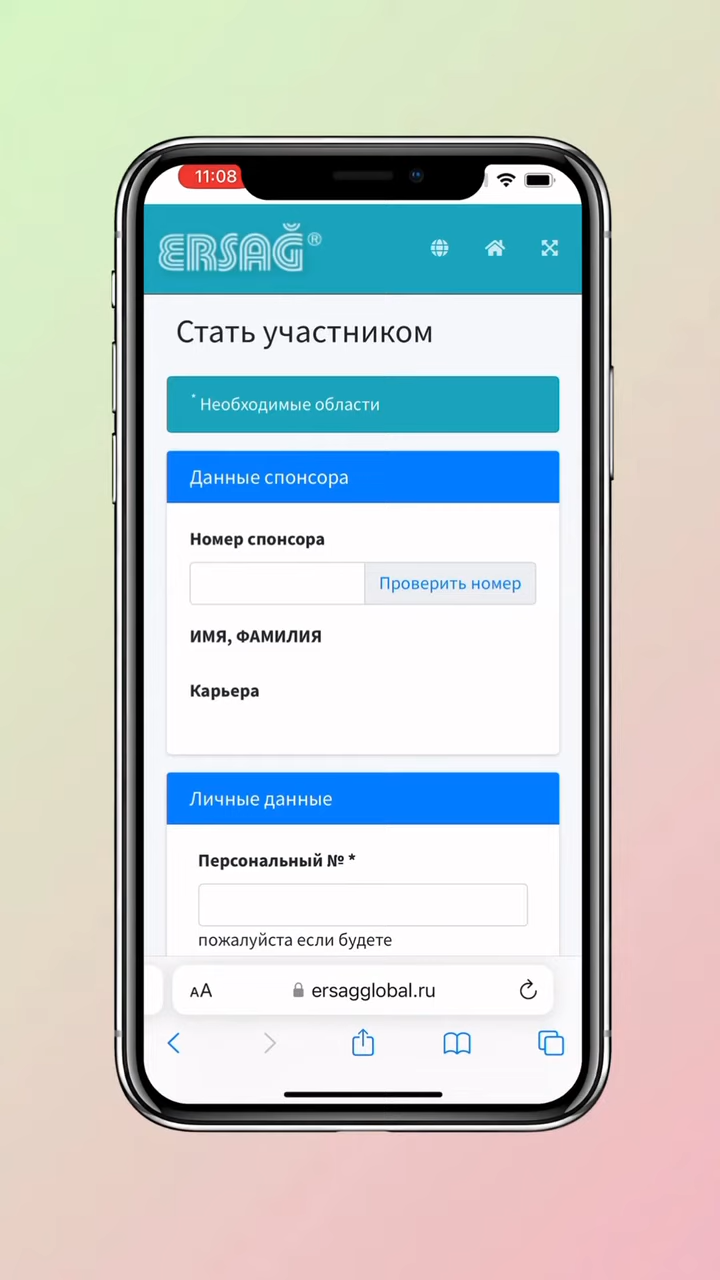 11:08
ERSAĞ®
Стать участником
* Необходимые области
Данные спонсора
Номер спонсора
Проверить номер
ИМЯ, ФАМИЛИЯ
Карьера
Личные данные
Персональный № *
пожалуйста если будете
AA ersagglobal.ru